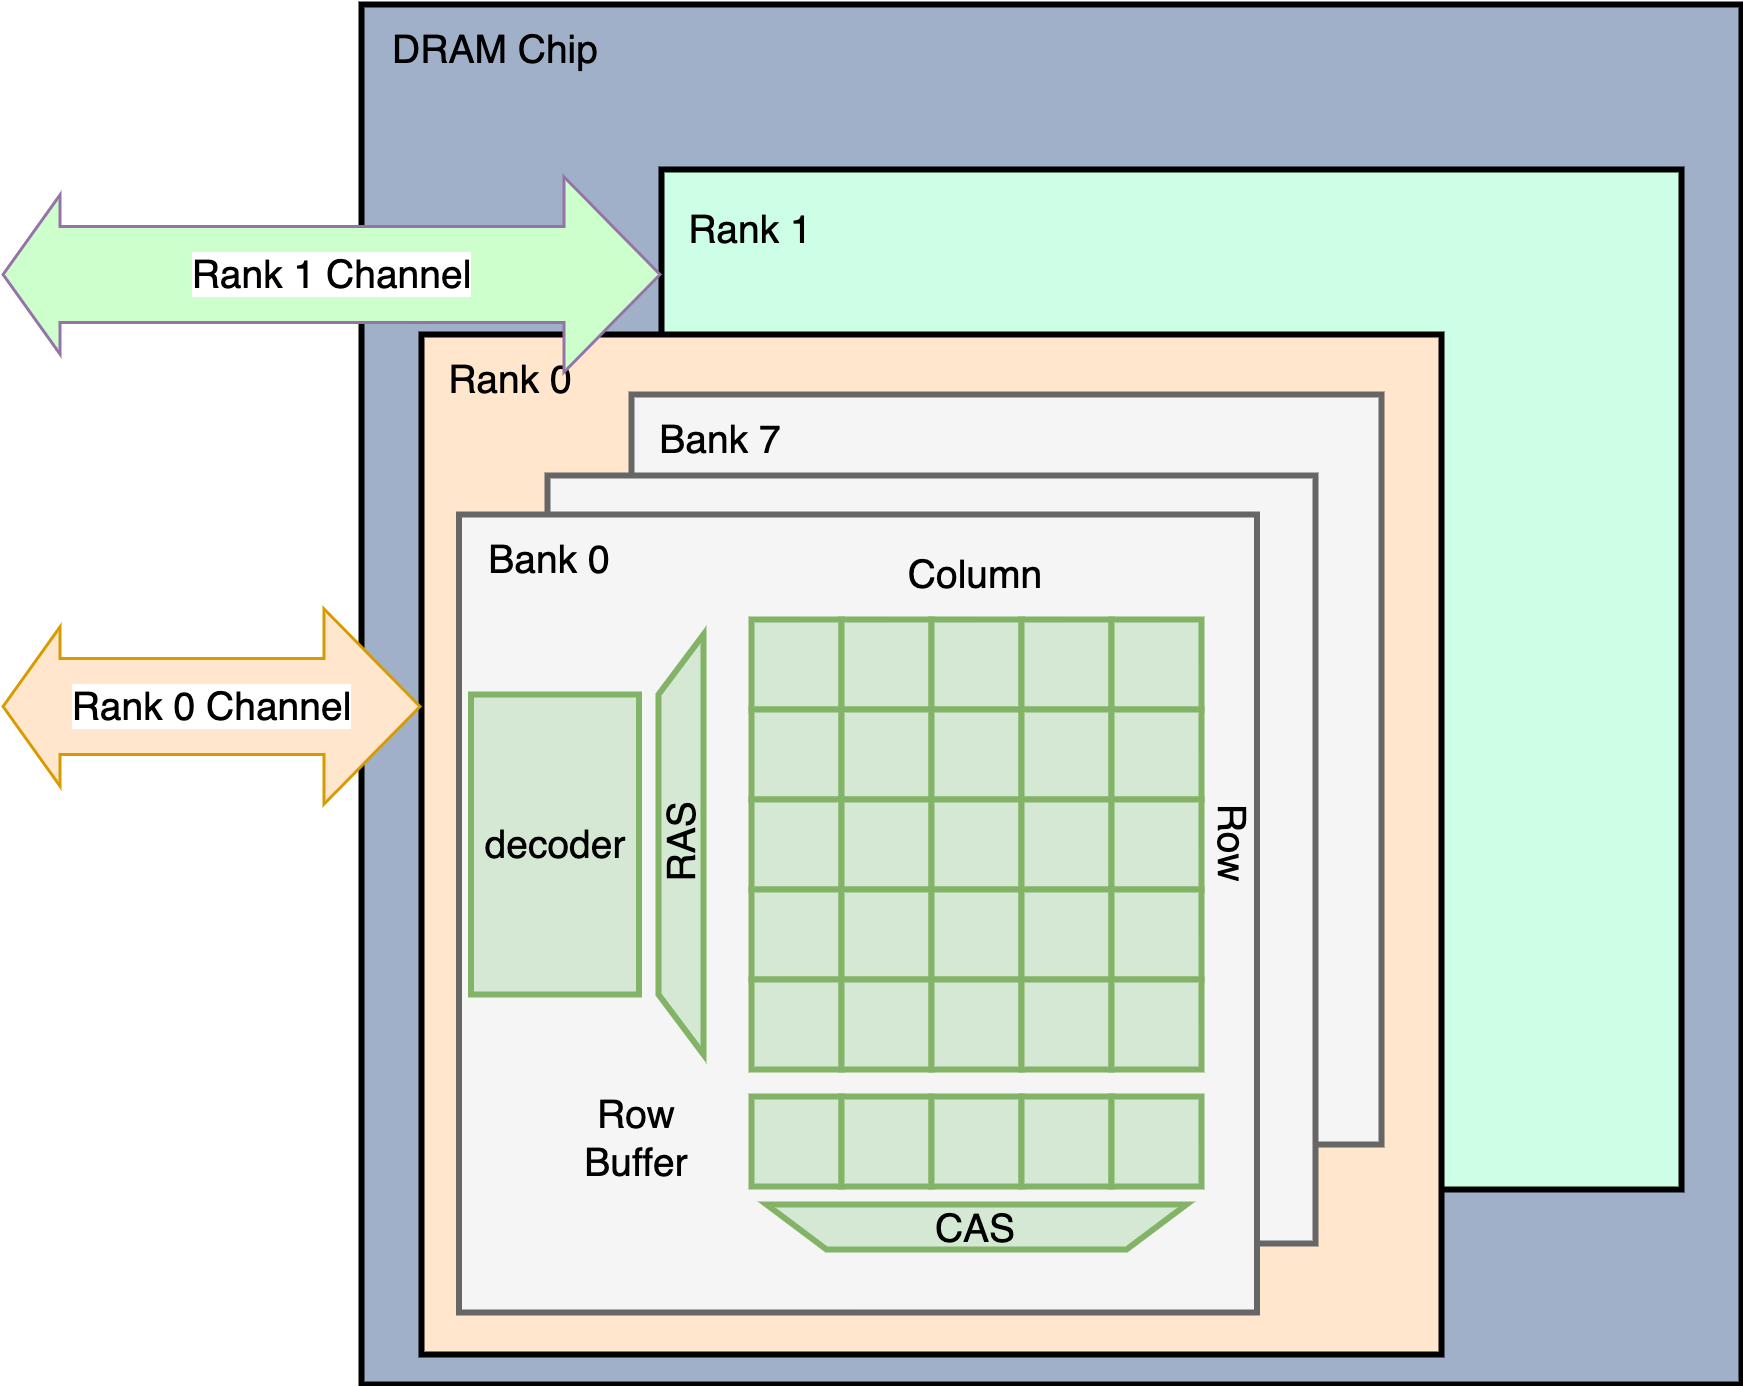 DRAM Chip
Rank 1
Rank 1 Channel
Rank 0
Bank 7
Bank 0
Column
Rank 0 Channel
decoder
RAS
Row
Row
Buffer
CAS